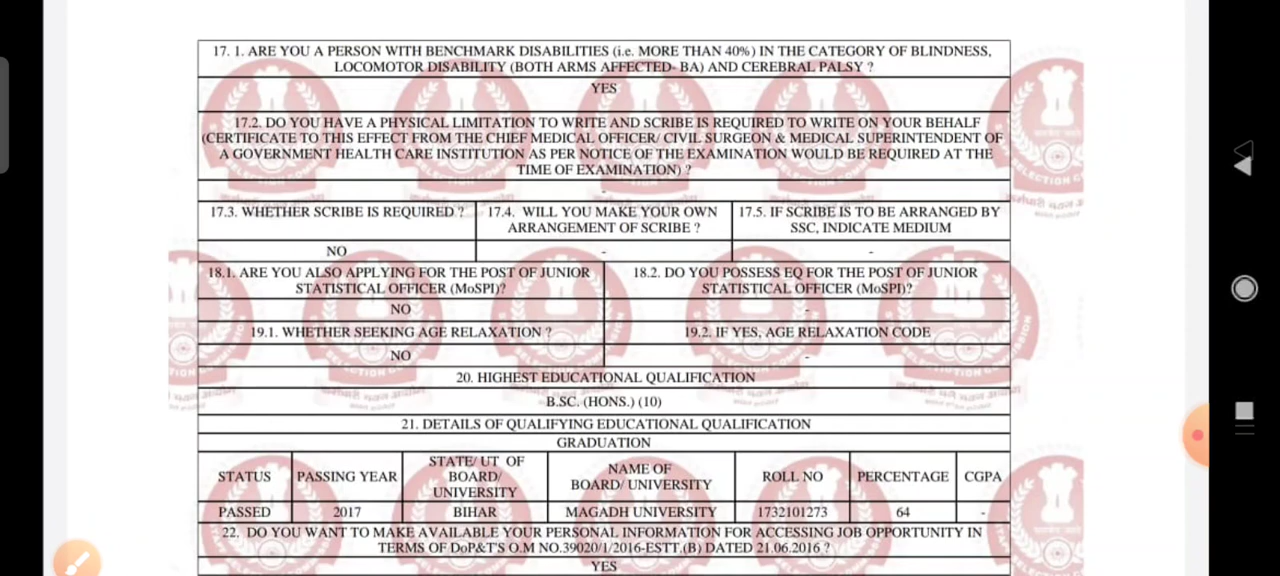 17. 1. ARE YOU A PERSON WITH BENCHMARK DISABILITIES (i.e. MORE THAN 40%) IN THE CATEGORY OF BLINDNESS,
LOCOMOTOR DISABILITY (BOTH ARMS AFFECTED- BA) AND CEREBRAL PALSY ?
YES
17.2. DO YOU HAVE A PHYSICAL LIMITATION TO WRITE AND SCRIBE IS REQUIRED TO WRITE ON YOUR BEHALF
(CERTIFICATE TO THIS EFFECT FROM THE CHIEF MEDICAL OFFICER/ CIVIL SURGEON & MEDICAL SUPERINTENDENT OF
A GOVERNMENT HEALTH CARE INSTITUTION AS PER NOTICE OF THE EXAMINATION WOULD BE REQUIRED AT THE
TIME OF EXAMINATION) ?
-
17.3. WHETHER SCRIBE IS REQUIRED ?
17.4. WILL YOU MAKE YOUR OWN
ARRANGEMENT OF SCRIBE ?
17.5. IF SCRIBE IS TO BE ARRANGED BY
SSC, INDICATE MEDIUM
NO
-
-
18.1. ARE YOU ALSO APPLYING FOR THE POST OF JUNIOR
STATISTICAL OFFICER (MoSPI)?
18.2. DO YOU POSSESS EQ FOR THE POST OF JUNIOR
STATISTICAL OFFICER (MoSPI)?
NO
-
19.1. WHETHER SEEKING AGE RELAXATION ?
19.2. IF YES, AGE RELAXATION CODE
NO
-
20. HIGHEST EDUCATIONAL QUALIFICATION
B.SC. (HONS.) (10)
21. DETAILS OF QUALIFYING EDUCATIONAL QUALIFICATION
GRADUATION
STATUS
PASSING YEAR
STATE/ UT OF
BOARD/
UNIVERSITY
NAME OF
BOARD/ UNIVERSITY
ROLL NO
PERCENTAGE
CGPA
PASSED
2017
BIHAR
MAGADH UNIVERSITY
1732101273
64
-
22. DO YOU WANT TO MAKE AVAILABLE YOUR PERSONAL INFORMATION FOR ACCESSING JOB OPPORTUNITY IN
TERMS OF DoP&T'S O.M NO.39020/1/2016-ESTT.(B) DATED 21.06.2016 ?
YES